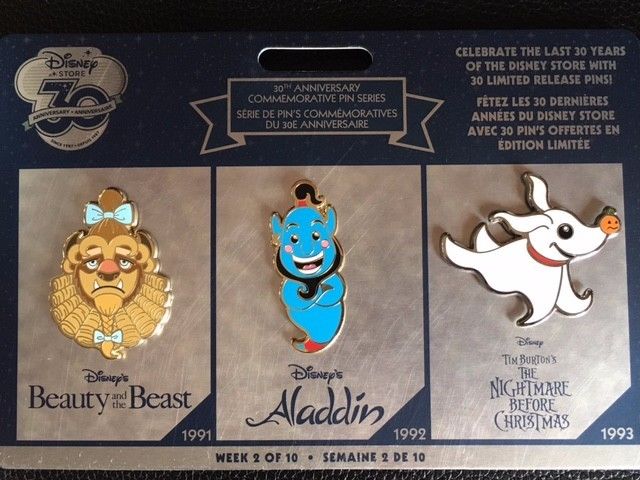 Disney
STORE
30
ANNIVERSARY • ANNIVERSAIRE
SINCE 1987 • DEPUIS 1987
30TH ANNIVERSARY
COMMEMORATIVE PIN SERIES
SÉRIE DE PIN'S COMMÉMORATIVES
DU 30E ANNIVERSAIRE
CELEBRATE THE LAST 30 YEARS
OF THE DISNEY STORE WITH
30 LIMITED RELEASE PINS!
FÊTEZ LES 30 DERNIÈRES
ANNÉES DU DISNEY STORE
AVEC 30 PIN'S OFFERTES EN
ÉDITION LIMITÉE
Disney's
Beauty and the Beast
1991
Disney's
Aladdin
1992
Disney
TIM BURTON'S
THE
NIGHTMARE
BEFORE
CHRISTMAS
1993
WEEK 2 OF 10 • SEMAINE 2 DE 10